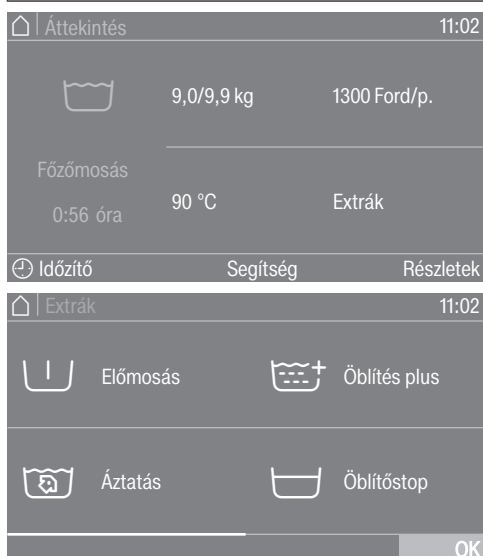 Áttekintés 11:02
9,0/9,9 kg 1300 Ford/p.
Főzőmosás
0:56 óra
90 °C Extrák
Időzítő Segítség Részletek
Extrák 11:02
Előmosás Öblítés plus
Áztatás Öblítőstop
OK